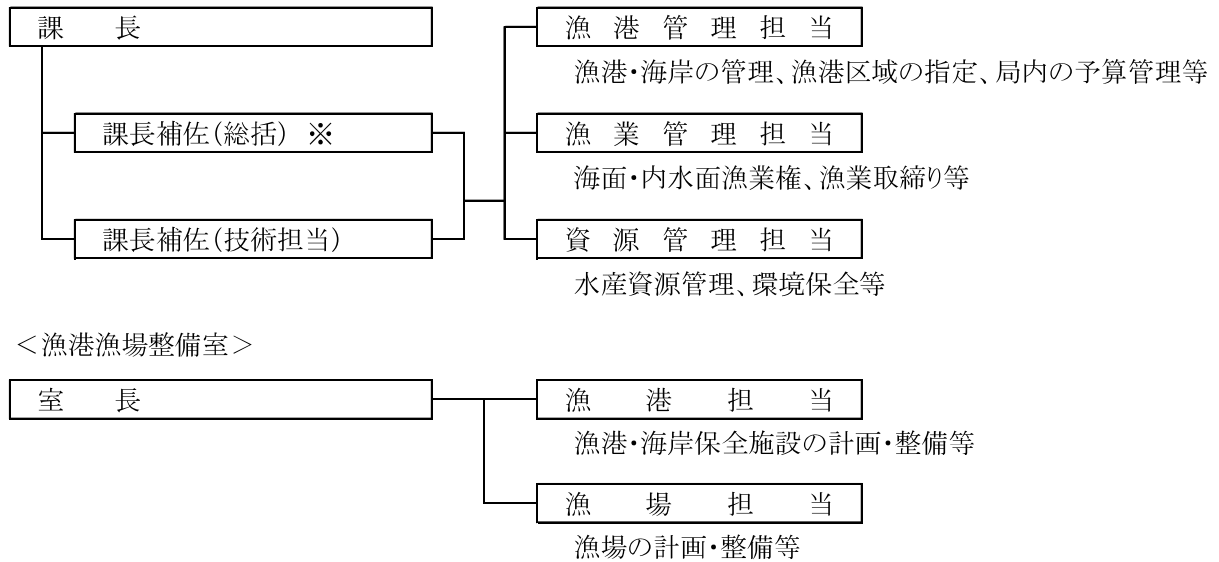 課長
課長補佐(総括) ※
課長補佐(技術担当)
漁港管理担当
漁港・海岸の管理、漁港区域の指定、局内の予算管理等
漁業管理担当
海面・内水面漁業権、漁業取締り等
資源管理担当
水産資源管理、環境保全等
＜漁港漁場整備室＞
室長
漁港担当
漁港・海岸保全施設の計画・整備等
漁場担当
漁場の計画・整備等